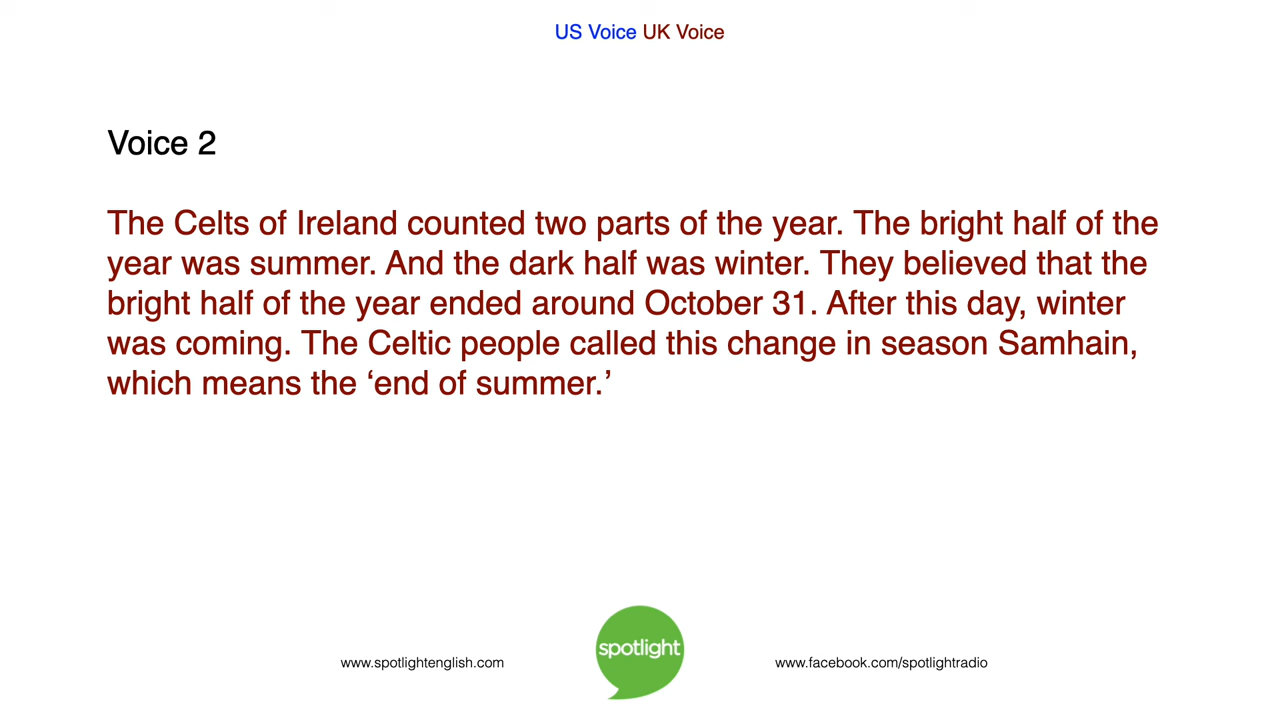 US Voice UK Voice
Voice 2
The Celts of Ireland counted two parts of the year. The bright half of the
year was summer. And the dark half was winter. They believed that the
bright half of the year ended around October 31. After this day, winter
was coming. The Celtic people called this change in season Samhain,
which means the ‘end of summer.’
www.spotlightenglish.com
spotlight
www.facebook.com/spotlightradio